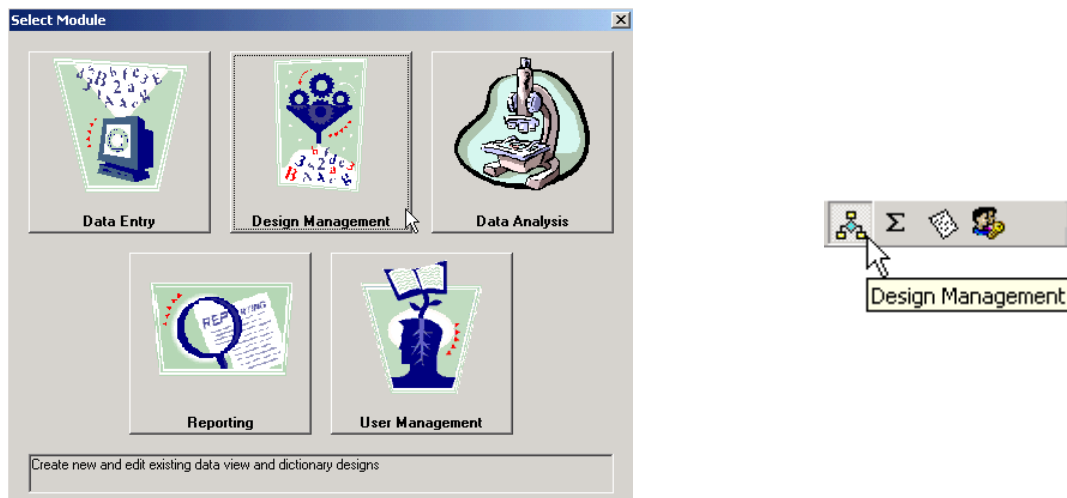 Select Module
Data Entry
Design Management
Data Analysis
REPORTING
Reporting
User Management
Create new and edit existing data view and dictionary designs
Σ
Design Management